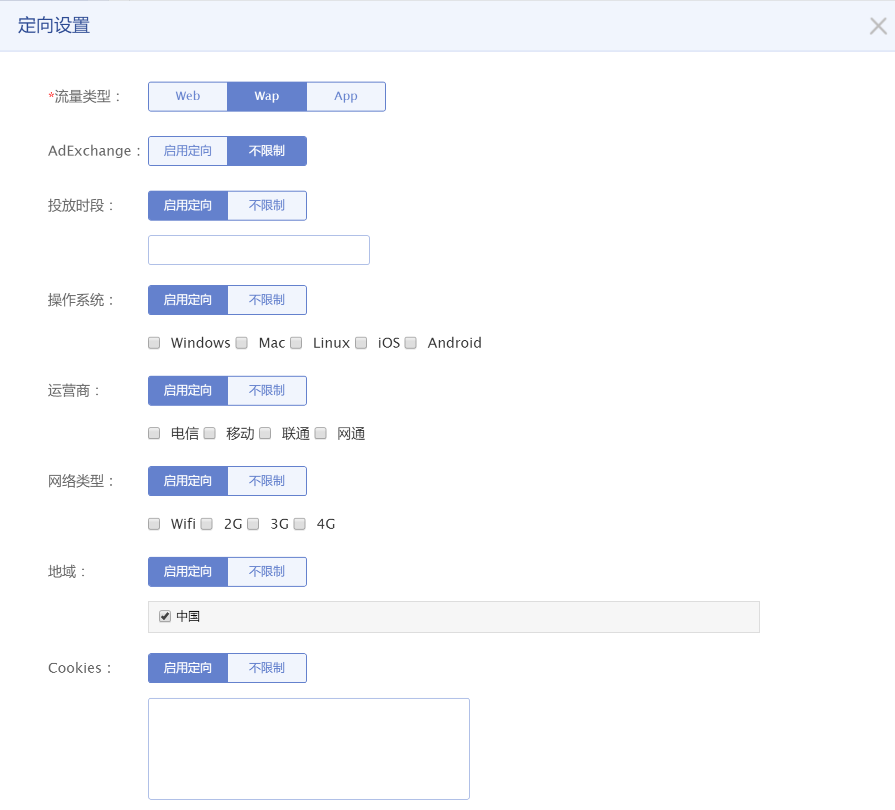 定向设置
*流量类型： Web Wap App
AdExchange： 启用定向 不限制
投放时段： 启用定向 不限制
操作系统： 启用定向 不限制
Windows Mac Linux iOS Android
运营商： 启用定向 不限制
电信 移动 联通 网通
网络类型： 启用定向 不限制
Wifi 2G 3G 4G
地域： 启用定向 不限制
中国
Cookies： 启用定向 不限制